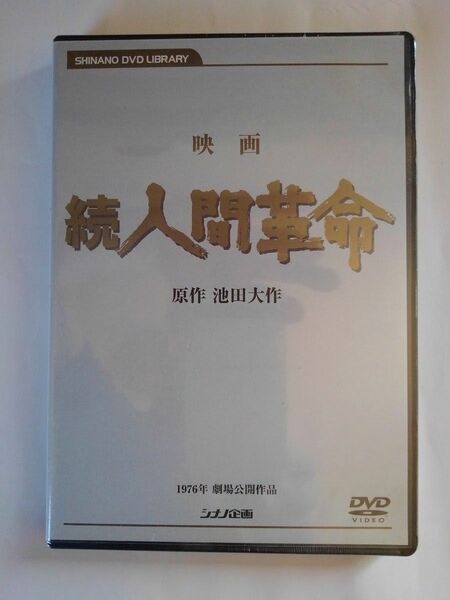 SHINANO DVD LIBRARY
映画
続 人間革命
原作 池田大作
1976年 劇場公開作品
シナノ企画
DVD
VIDEO